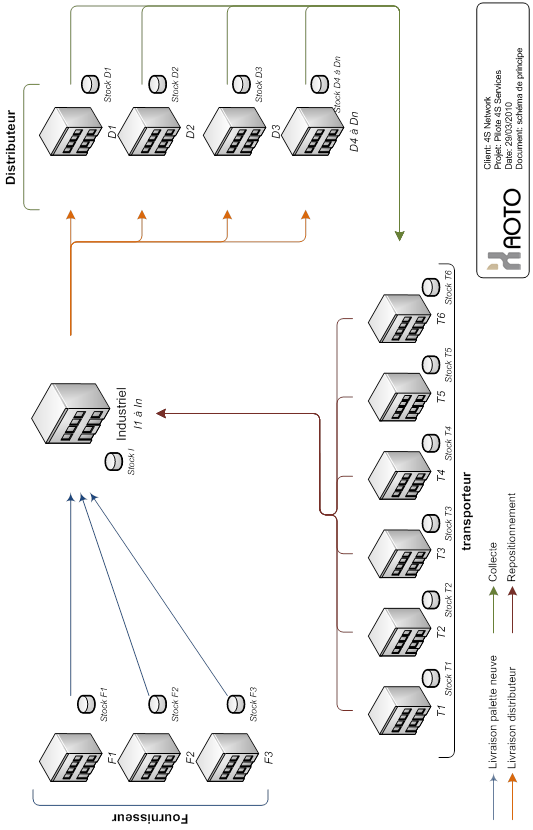 Fournisseur
F1
Stock F1
F2
Stock F2
F3
Stock F3
Industriel
I1 à In
Stock I
Distributeur
D1
Stock D1
D2
Stock D2
D3
Stock D3
D4 à Dn
Stock D4 à Dn
T1
Stock T1
T2
Stock T2
T3
Stock T3
T4
Stock T4
T5
Stock T5
T6
Stock T6
transporteur
Livraison palette neuve
Collecte
Livraison distributeur
Repositionnement
Client: 4S Network
Projet: Pilote 4S Services
Date: 29/03/2010
Document: schéma de principe
XAOTO